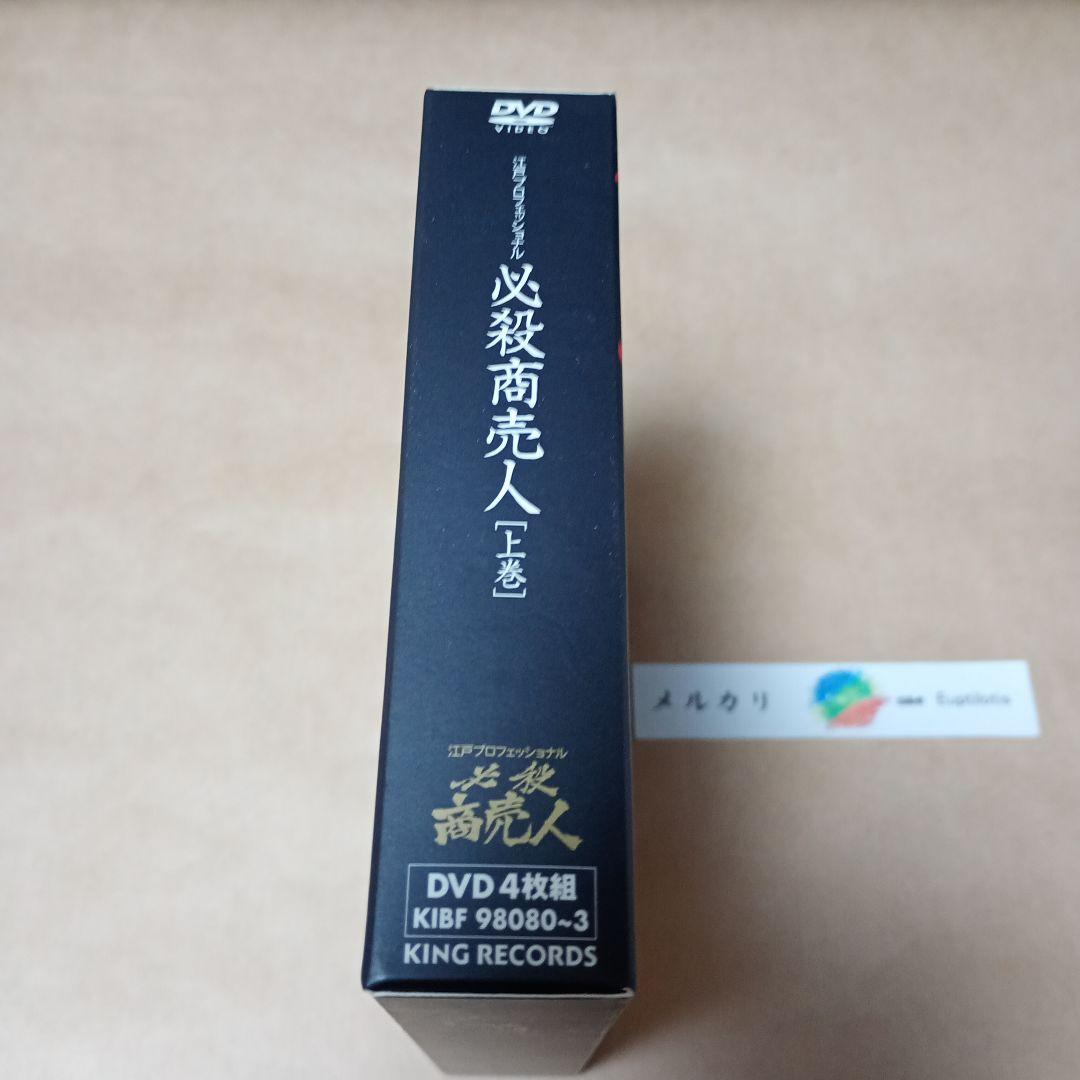 DVD
VIDEO
江戸プロフェッショナル
必殺商売人[上巻]
江戸プロフェッショナル
必殺
商売人
DVD 4枚組
KIBF 98080~3
KING RECORDS
メルカリ